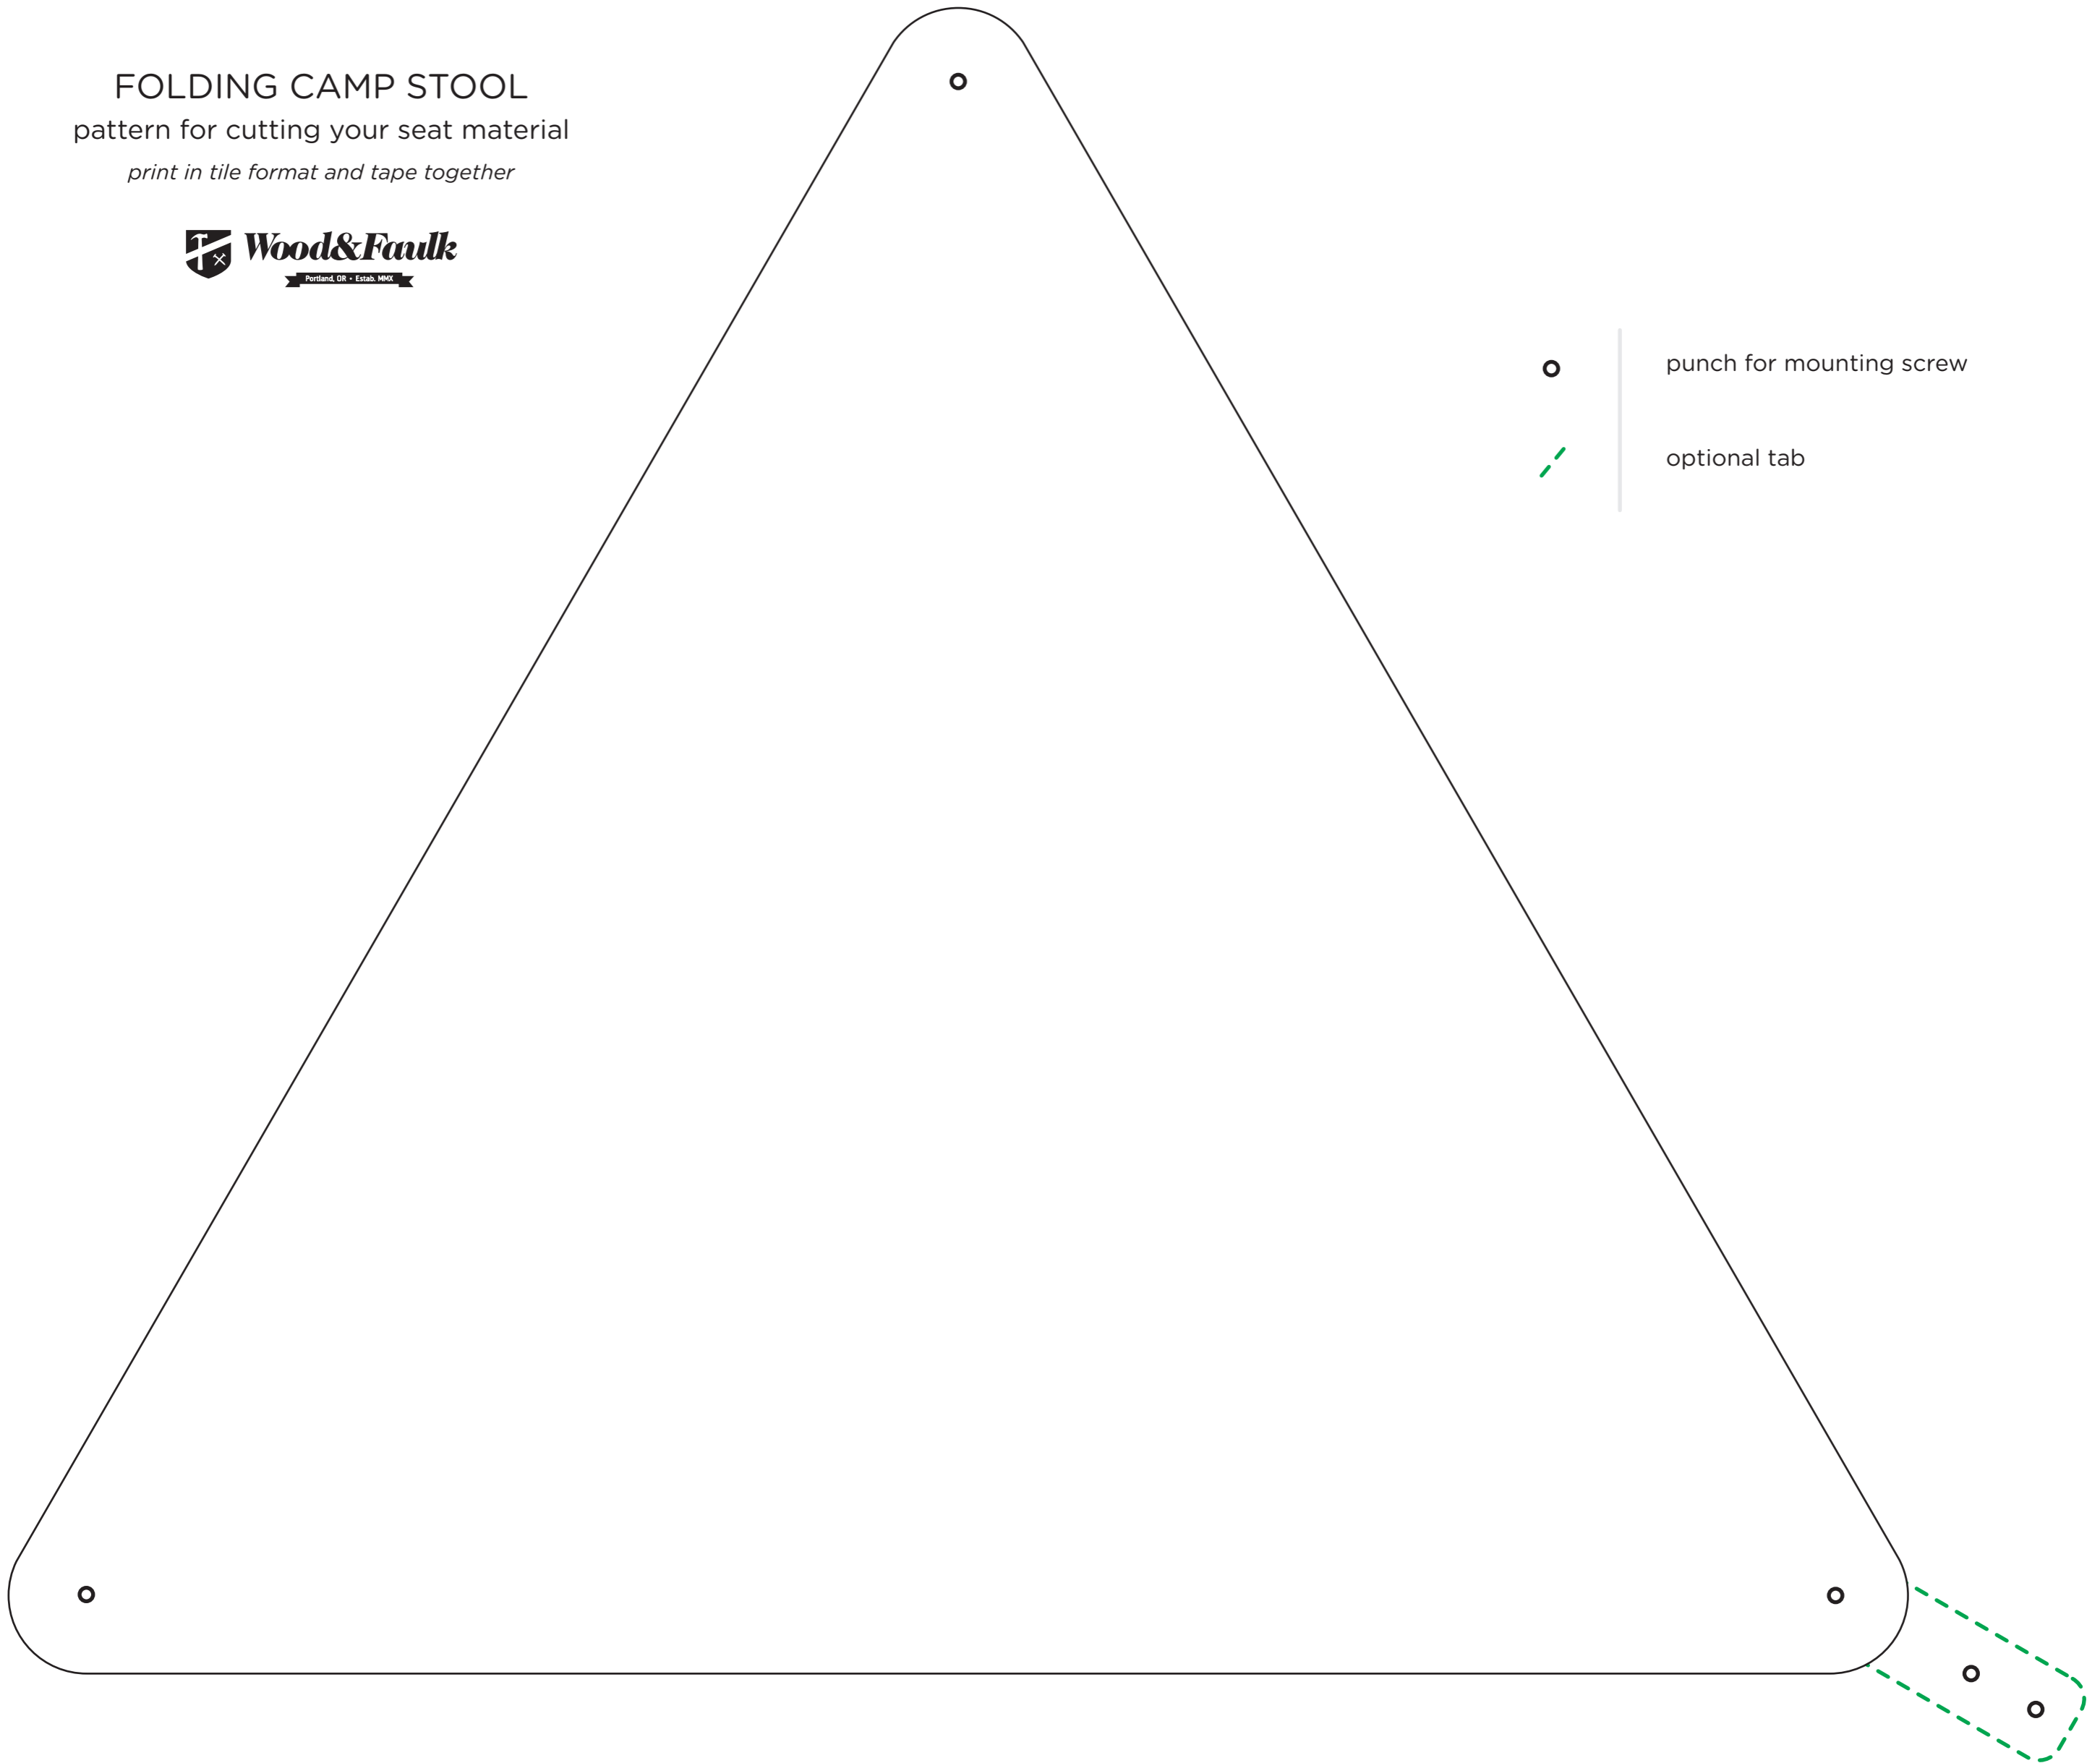 FOLDING CAMP STOOL
pattern for cutting your seat material
print in tile format and tape together
Wood&Faulk
Portland, OR • Estab. MMX
punch for mounting screw
optional tab